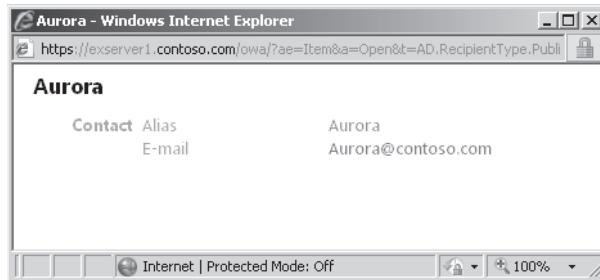 Aurora - Windows Internet Explorer
https://exserver1.contoso.com/owa/?ae=Item&a=Open&t=AD.RecipientType.Publi
Aurora
Contact Alias Aurora
E-mail Aurora@contoso.com
Internet | Protected Mode: Off 100%